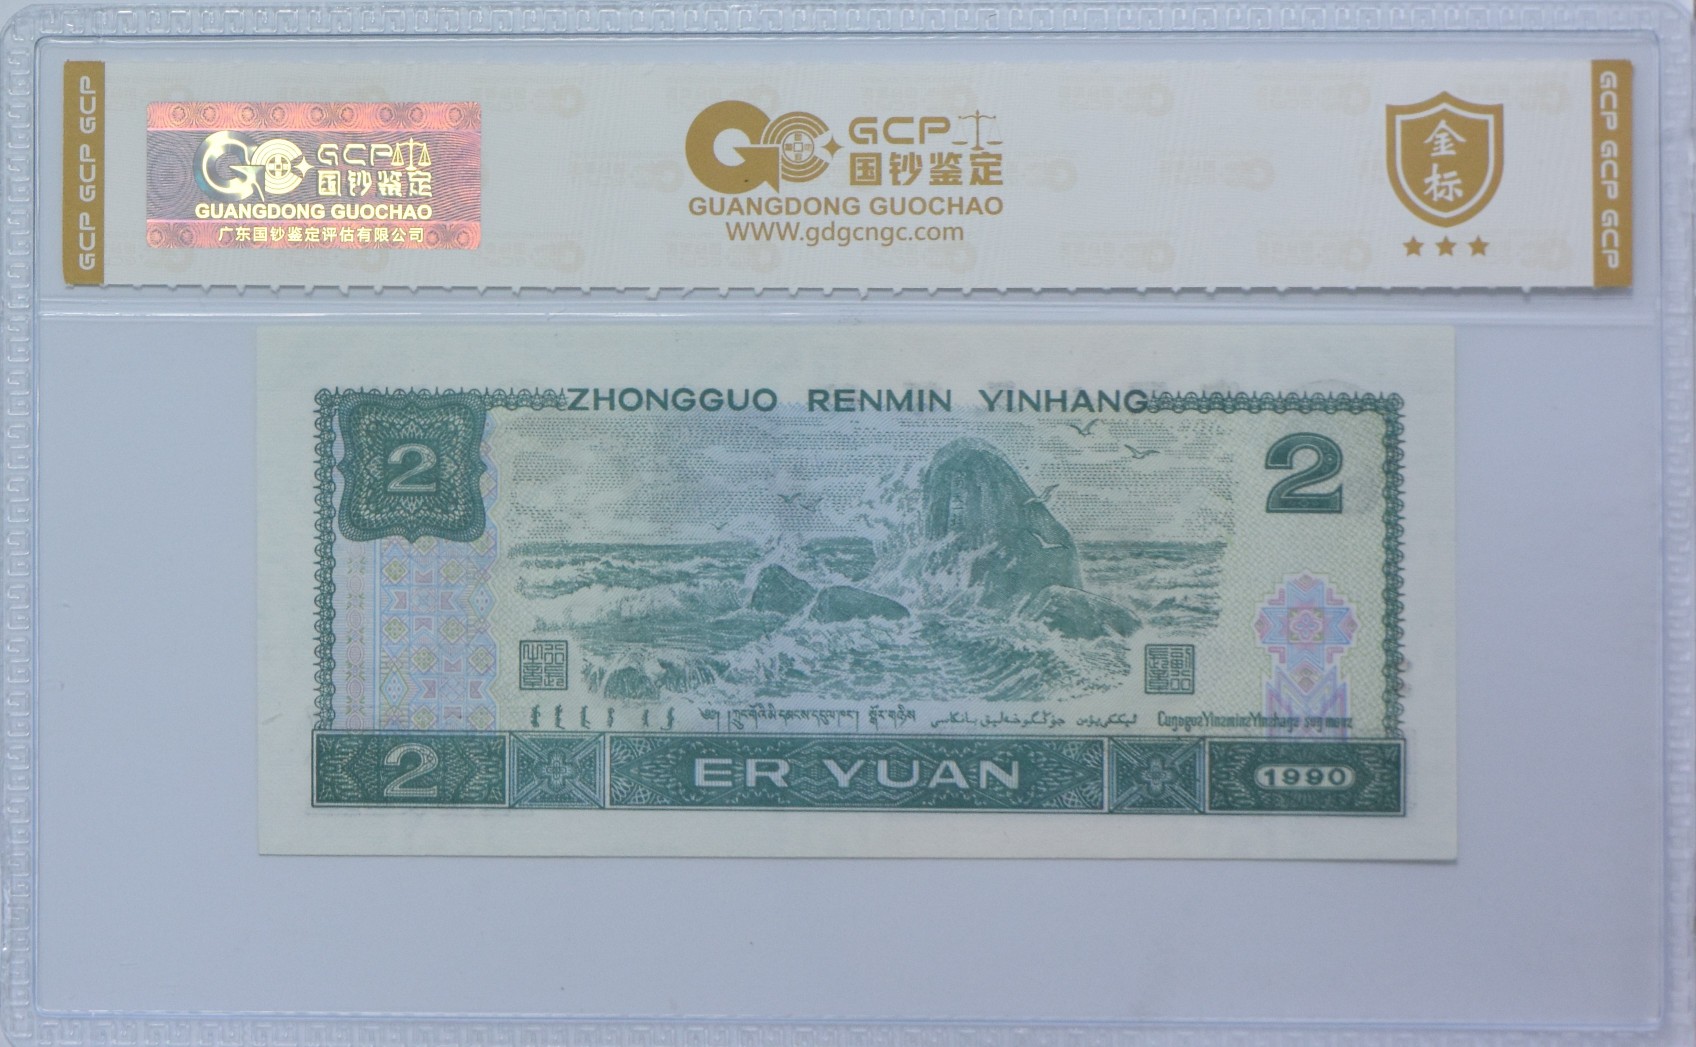 GCP GCP GCP
GCP
国钞鉴定
GUANGDONG GUOCHAO
广东国钞鉴定评估有限公司
GCP
国钞鉴定
GUANGDONG GUOCHAO
www.gdgcngc.com
金标
GCP GCP GCP
ZHONGGUO RENMIN YINHANG
2
2
2 ER YUAN 1990